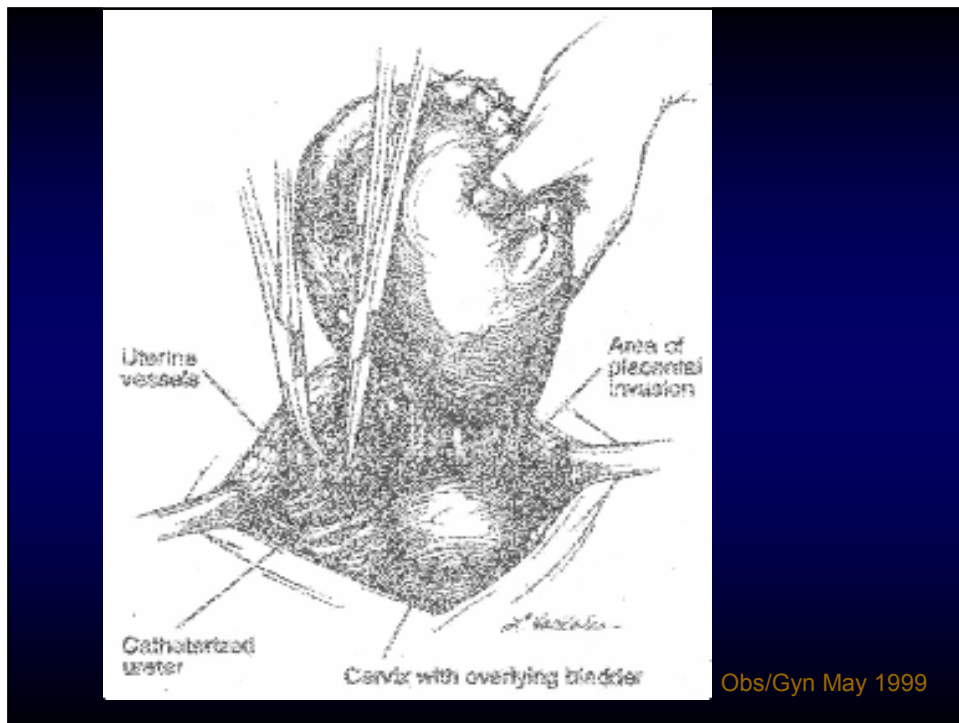 Uterine
vessels
Area of
placental
invasion
Catheterized
ureter
Cervix with overlying bladder
Obs/Gyn May 1999